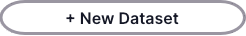 + New Dataset